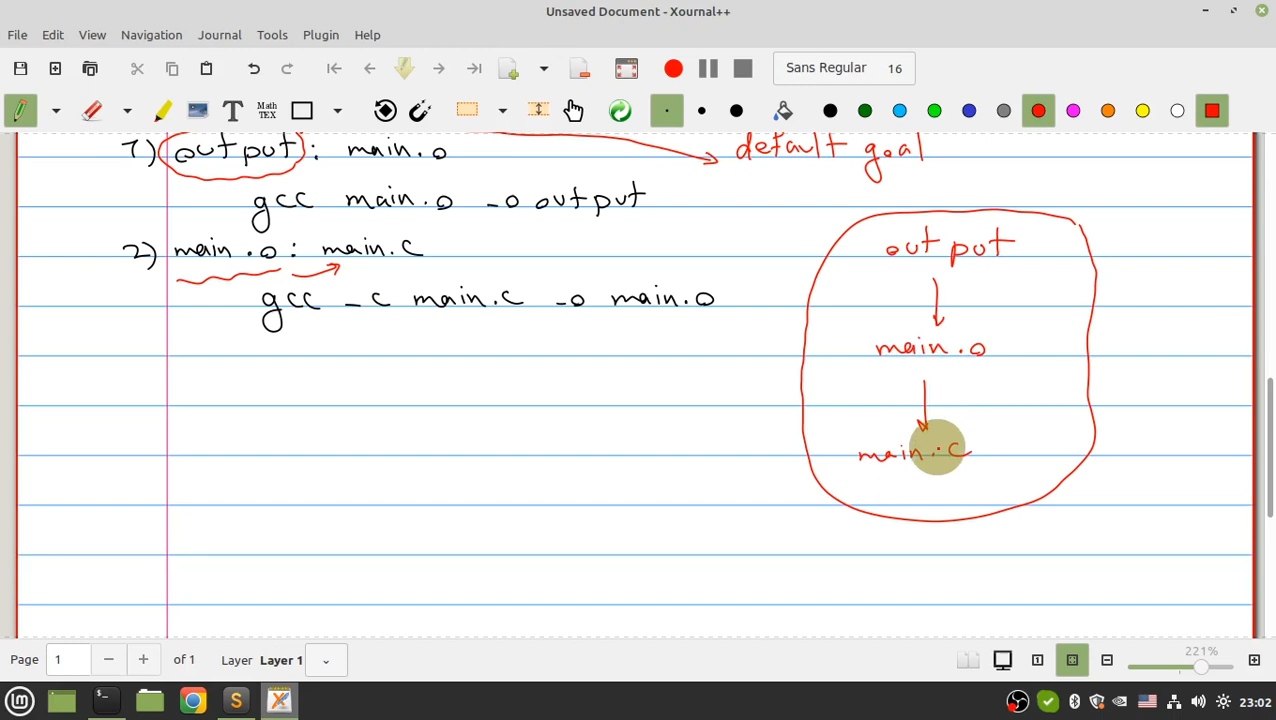 Unsaved Document - Xournal++
File Edit View Navigation Journal Tools Plugin Help
Sans Regular 16
Math
TEX
1) output : main.o
default goal
gcc main.o -o output
2) main.o : main.c
gcc -c main.c -o main.o
output
main.o
main.c
Page 1 of 1 Layer Layer 1
221%
23:02